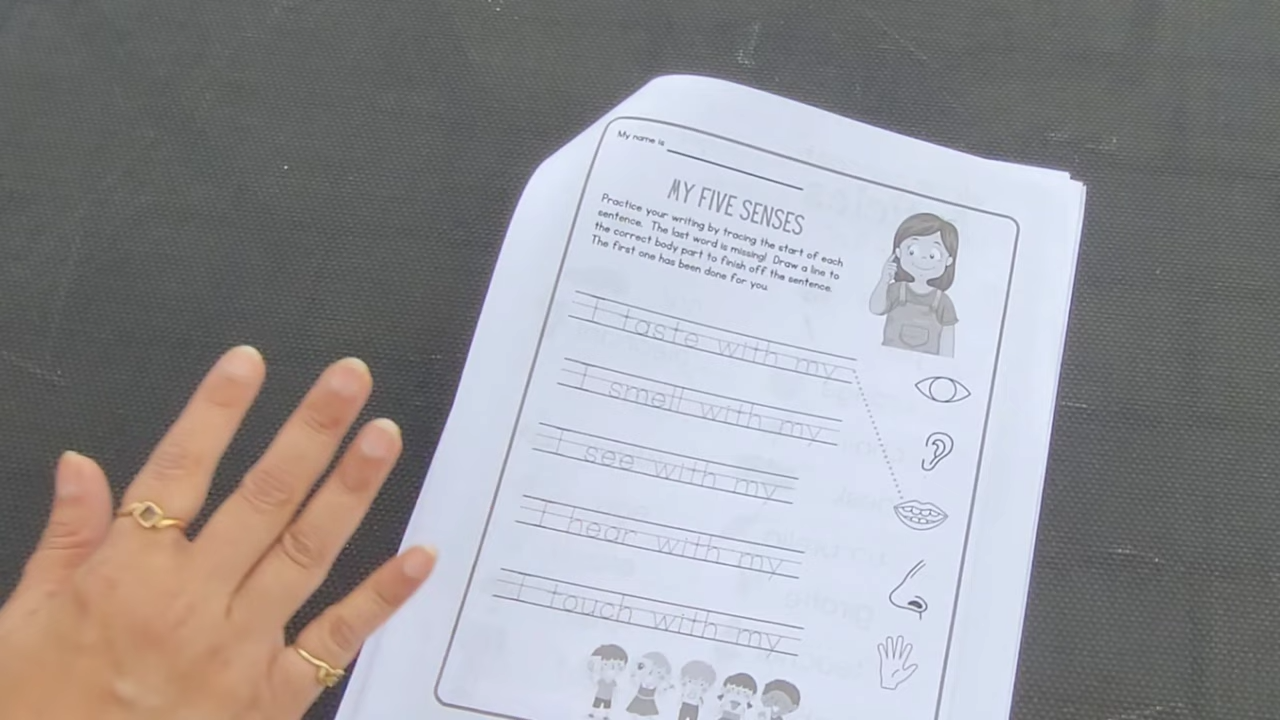 My name is
MY FIVE SENSES
Practice your writing by tracing the start of each
sentence. The last word is missing! Draw a line to
the correct body part to finish off the sentence.
The first one has been done for you.
I taste with my
I smell with my
I see with my
I hear with my
I touch with my